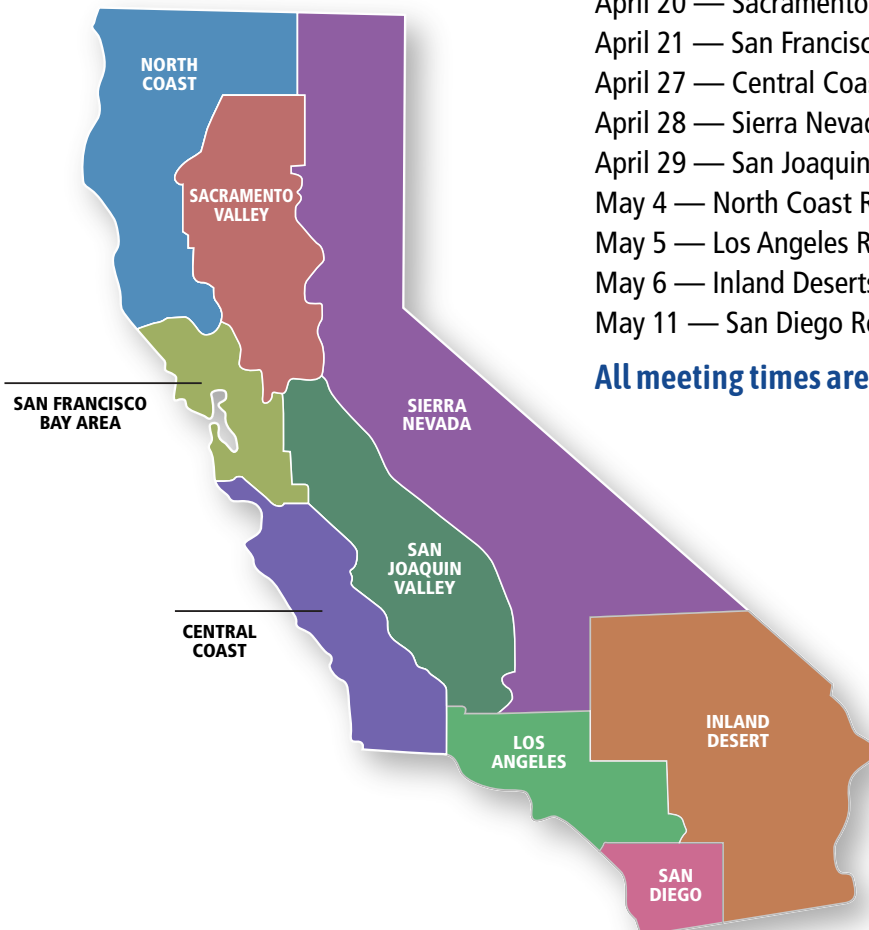 April 20 — Sacramento
April 21 — San Francisc
April 27 — Central Coa
April 28 — Sierra Nevad
April 29 — San Joaquin
May 4 — North Coast R
May 5 — Los Angeles R
May 6 — Inland Deserts
May 11 — San Diego Re
All meeting times are
NORTH
COAST
SACRAMENTO
VALLEY
SAN FRANCISCO
BAY AREA
SIERRA
NEVADA
SAN
JOAQUIN
VALLEY
CENTRAL
COAST
INLAND
DESERT
LOS
ANGELES
SAN
DIEGO